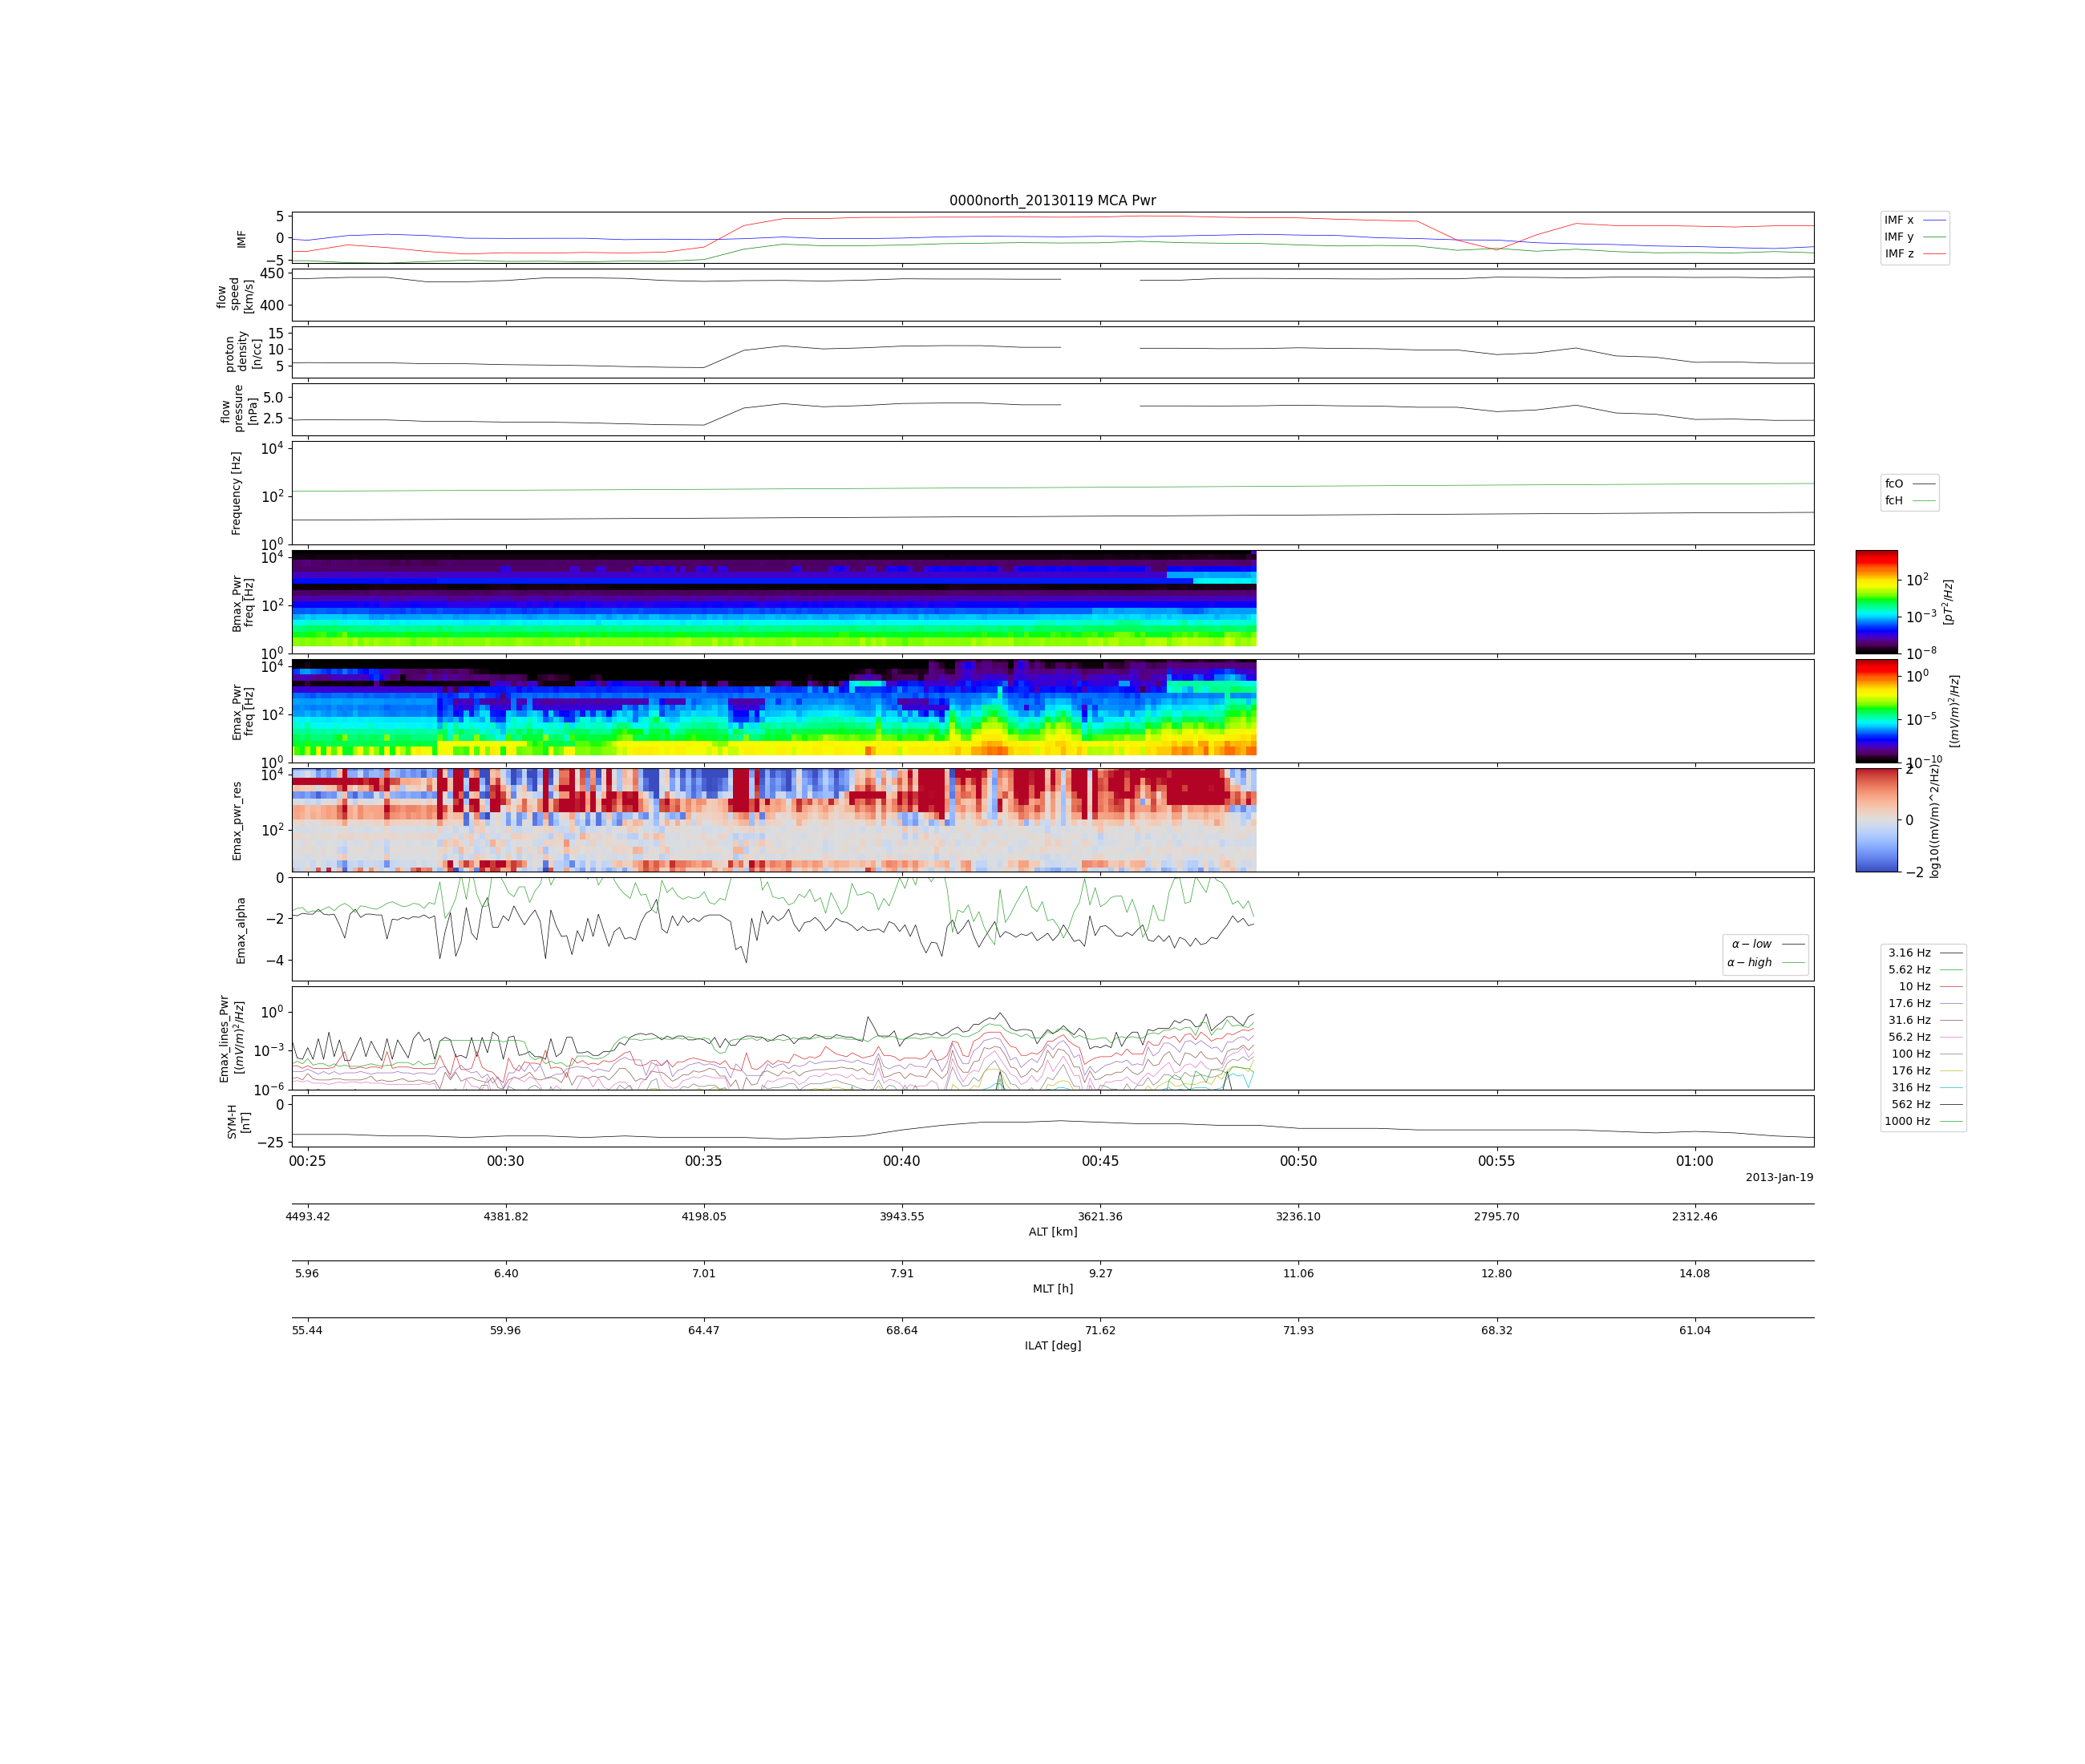 0000north_20130119 MCA Pwr
5
0
−5
IMF
IMF x
IMF y
IMF z
450
400
flow
speed
[km/s]
15
10
5
proton
density
[n/cc]
5.0
2.5
flow
pressure
[nPa]
10^4
10^2
10^0
Frequency [Hz]
fcO
fcH
10^4
10^2
10^0
Bmax_Pwr
freq [Hz]
10^2
10^−3
10^−8
[pT^2/Hz]
10^4
10^2
10^0
Emax_Pwr
freq [Hz]
10^0
10^−5
10^−10
[(mV/m)^2/Hz]
10^4
10^2
Emax_pwr_res
2
0
−2
log10((mV/m)^2/Hz)
0
−2
−4
Emax_alpha
α − low
α − high
10^0
10^−3
10^−6
Emax_lines_Pwr
[(mV/m)^2/Hz]
3.16 Hz
5.62 Hz
10 Hz
17.6 Hz
31.6 Hz
56.2 Hz
100 Hz
176 Hz
316 Hz
562 Hz
1000 Hz
0
−25
SYM-H
[nT]
00:25 00:30 00:35 00:40 00:45 00:50 00:55 01:00
2013-Jan-19
4493.42 4381.82 4198.05 3943.55 3621.36 3236.10 2795.70 2312.46
ALT [km]
5.96 6.40 7.01 7.91 9.27 11.06 12.80 14.08
MLT [h]
55.44 59.96 64.47 68.64 71.62 71.93 68.32 61.04
ILAT [deg]